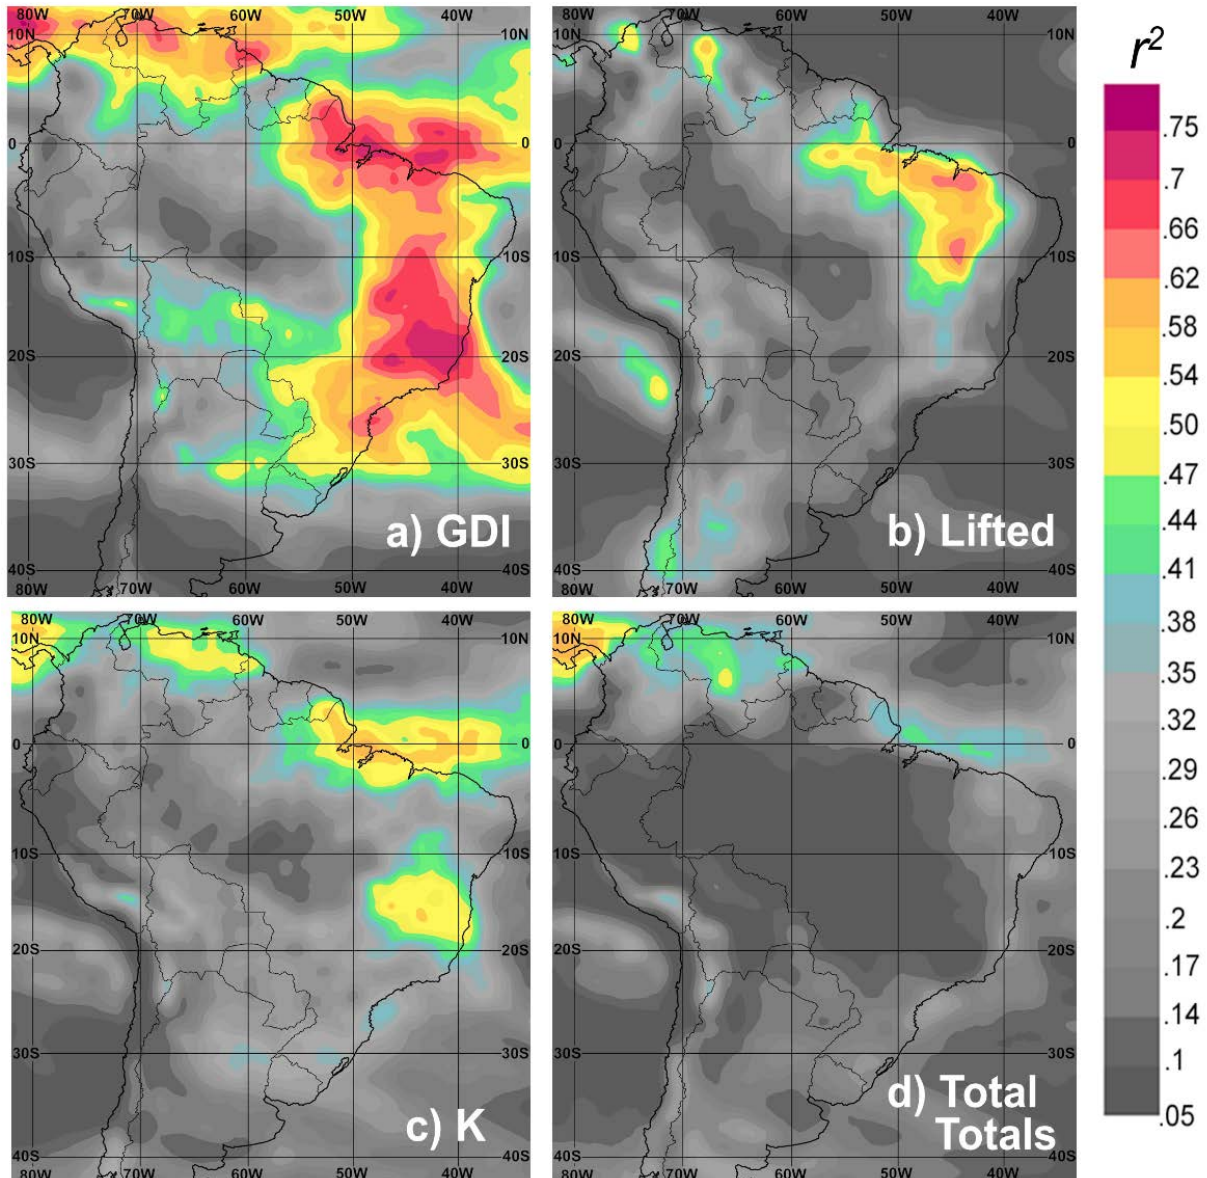 80W 60W 50W 40W
10N 70W 10N
0 0
10S 10S
20S 20S
30S 30S
a) GDI
40S 40S
80W 70W 60W 50W 40W
80W 60W 50W 40W
10N 70W 10N
0 0
10S 10S
20S 20S
30S 30S
b) Lifted
40S 40S
80W 70W 60W 50W 40W
80W 60W 50W 40W
10N 70W 10N
0 0
10S 10S
20S 20S
30S 30S
c) K
40S 40S
80W 70W 60W 50W 40W
80W 60W 50W 40W
10N 70W 10N
0 0
10S 10S
20S 20S
30S 30S
d) Total
Totals
40S 40S
80W 70W 60W 50W 40W
r²
.75
.7
.66
.62
.58
.54
.50
.47
.44
.41
.38
.35
.32
.29
.26
.23
.2
.17
.14
.1
.05